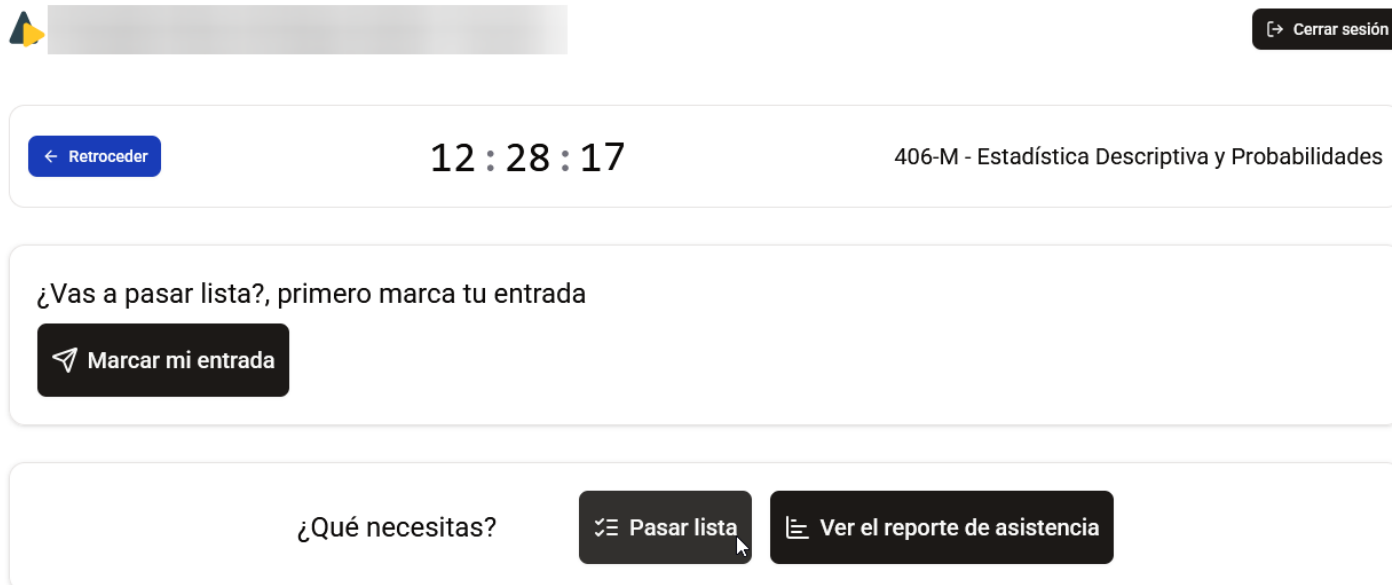 Cerrar sesión
Retroceder
12 : 28 : 17
406-M - Estadística Descriptiva y Probabilidades
¿Vas a pasar lista?, primero marca tu entrada
Marcar mi entrada
¿Qué necesitas?
Pasar lista
Ver el reporte de asistencia